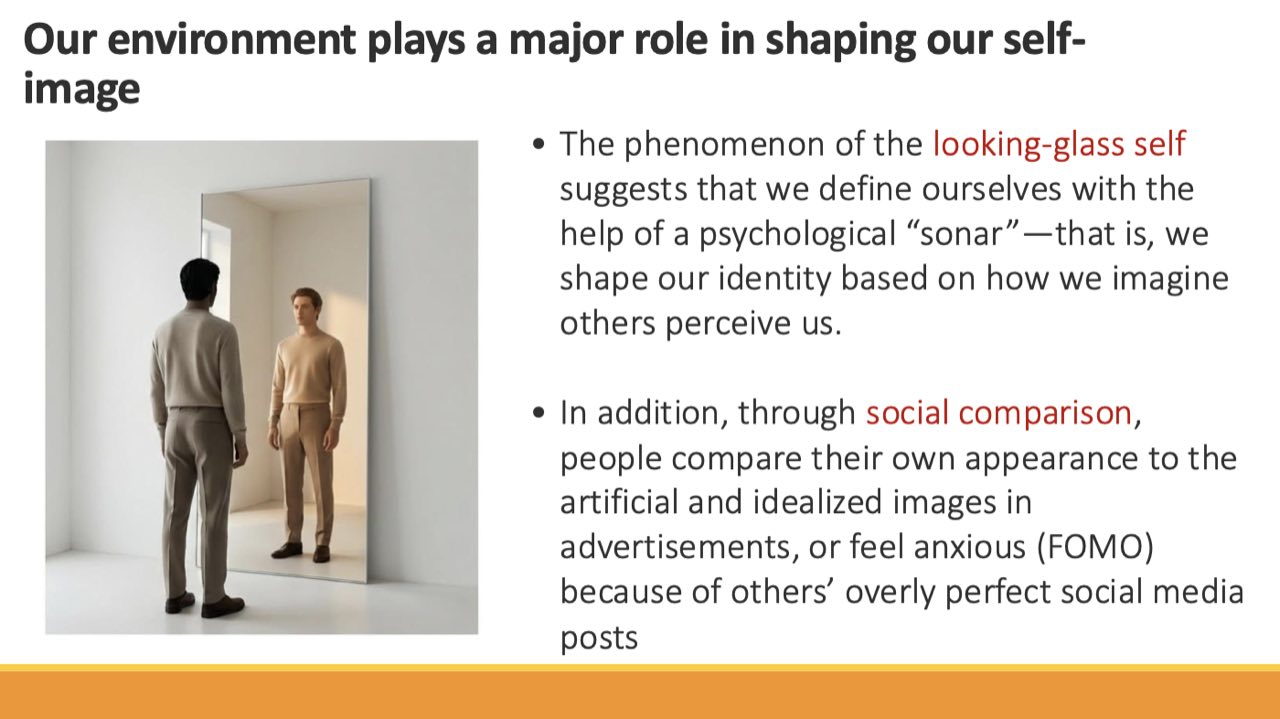 Our environment plays a major role in shaping our self-
image
• The phenomenon of the looking-glass self
suggests that we define ourselves with the
help of a psychological “sonar”—that is, we
shape our identity based on how we imagine
others perceive us.
• In addition, through social comparison,
people compare their own appearance to the
artificial and idealized images in
advertisements, or feel anxious (FOMO)
because of others’ overly perfect social media
posts